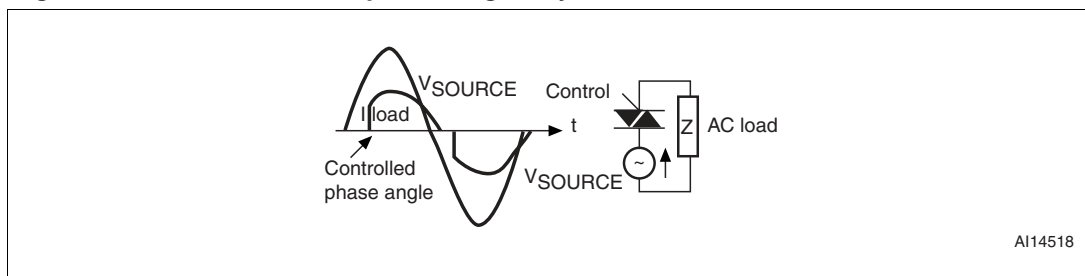 VSOURCE
I load
t
Controlled
phase angle
VSOURCE
Control
~
Z
AC load
AI14518